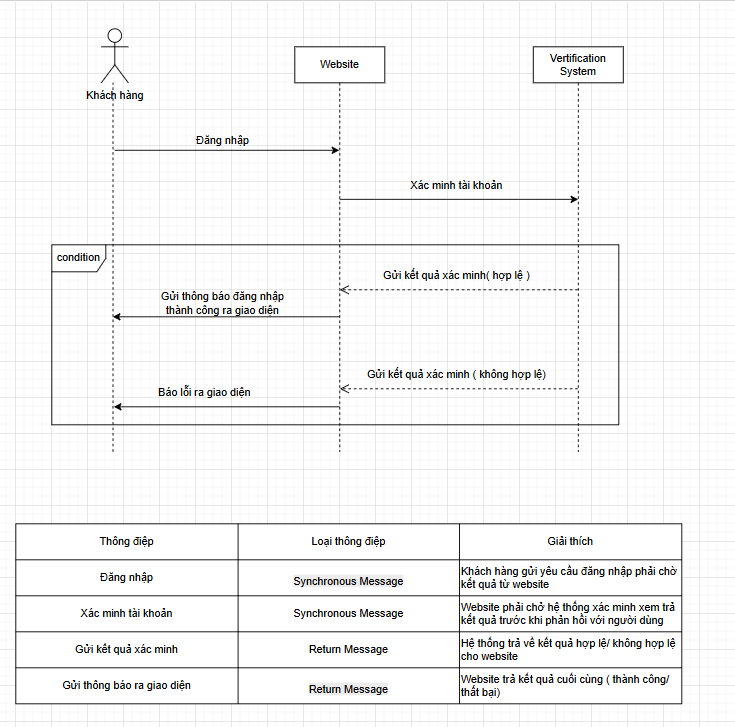 Website
Vertification
System
Khách hàng
Đăng nhập
Xác minh tài khoản
condition
Gửi kết quả xác minh( hợp lệ )
Gửi thông báo đăng nhập
thành công ra giao diện
Gửi kết quả xác minh ( không hợp lệ)
Báo lỗi ra giao diện
Thông điệp
Loại thông điệp
Giải thích
Đăng nhập
Synchronous Message
Khách hàng gửi yêu cầu đăng nhập phải chờ
kết quả từ website
Xác minh tài khoản
Synchronous Message
Website phải chở hệ thống xác minh xem trả
kết quả trước khi phản hồi với người dùng
Gửi kết quả xác minh
Return Message
Hệ thống trả về kết quả hợp lệ/ không hợp lệ
cho website
Gửi thông báo ra giao diện
Return Message
Website trả kết quả cuối cùng ( thành công/
thất bại)